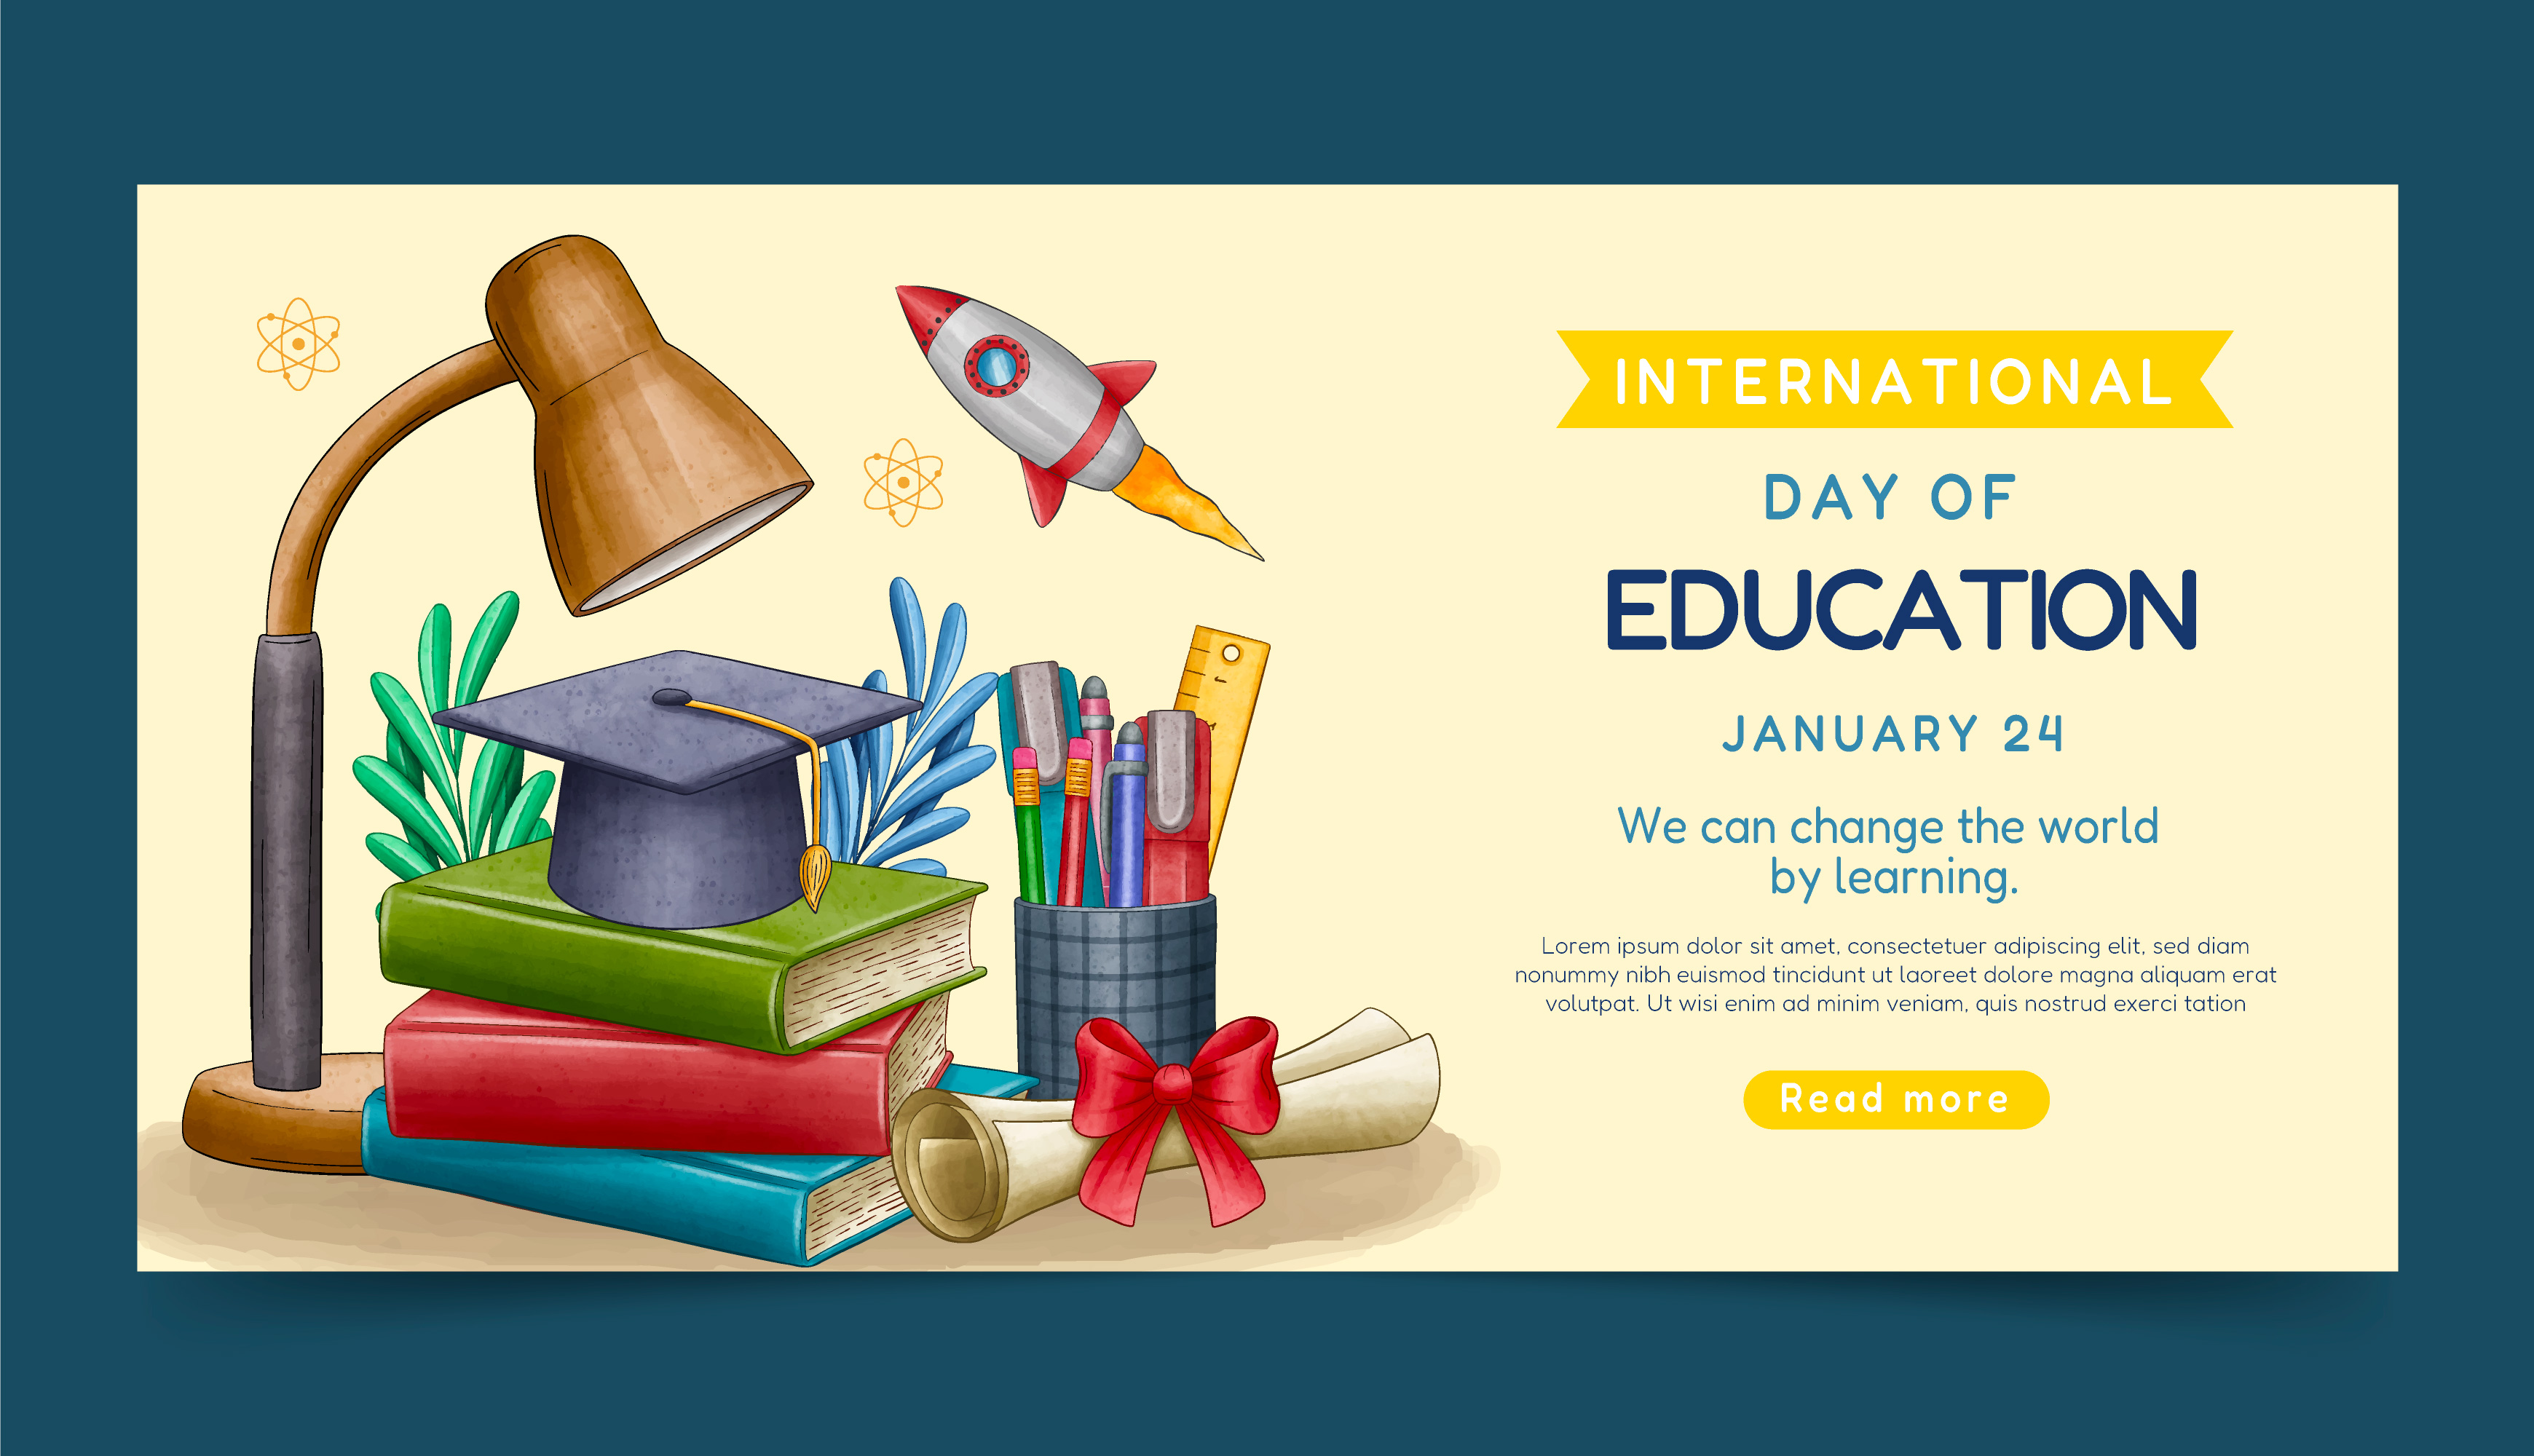 INTERNATIONAL
DAY OF
EDUCATION
JANUARY 24
We can change the world
by learning.
Lorem ipsum dolor sit amet, consectetuer adipiscing elit, sed diam
nonummy nibh euismod tincidunt ut laoreet dolore magna aliquam erat
volutpat. Ut wisi enim ad minim veniam, quis nostrud exerci tation
Read more